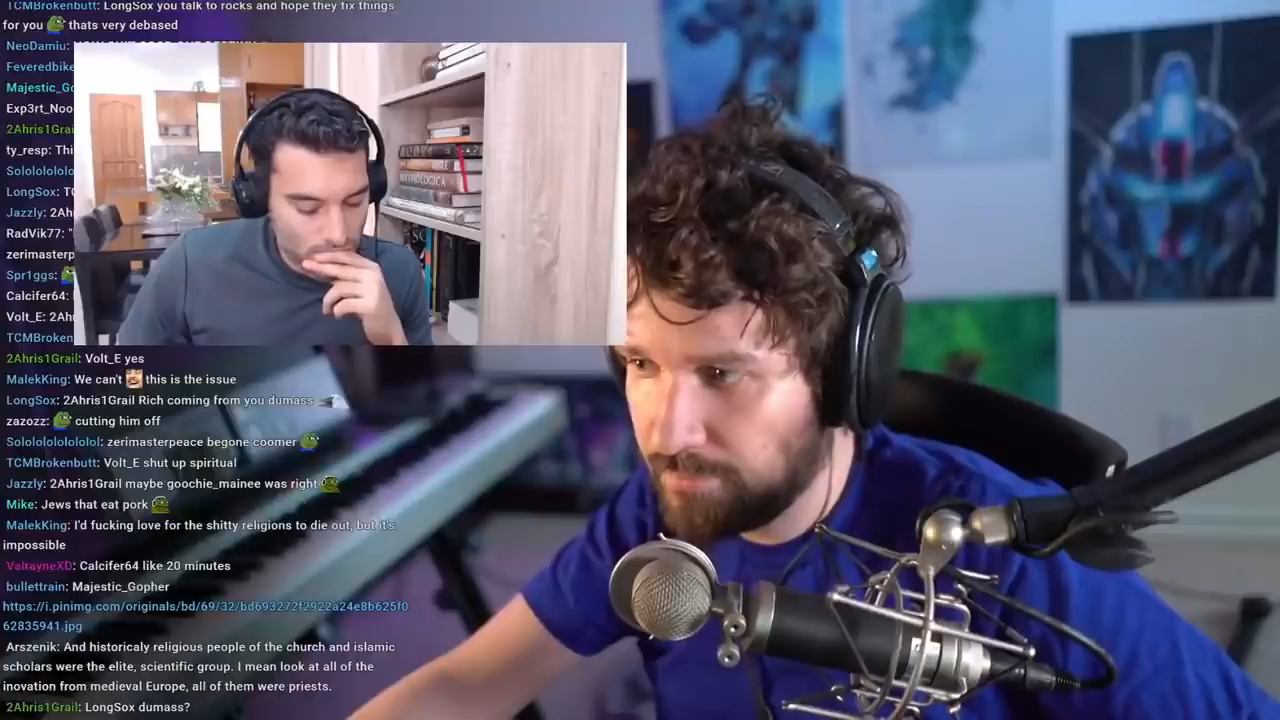 TCMBrokenbutt: LongSox you talk to rocks and hope they fix things
for you thats very debased
NeoDamiu:
Feveredbike
Majestic_Go
Exp3rt_Noo
2Ahris1Grail
ty_resp: Thi
Solololololol
LongSox: T
Jazzly: 2Ah
RadVik77: "
zerimasterp
Spr1ggs:
Calcifer64:
Volt_E: 2Ah
TCMBroken
2Ahris1Grail: Volt_E yes
MalekKing: We can't this is the issue
LongSox: 2Ahris1Grail Rich coming from you dumass
zazozz: cutting him off
Solololololololol: zerimasterpeace begone coomer
TCMBrokenbutt: Volt_E shut up spiritual
Jazzly: 2Ahris1Grail maybe goochie_mainee was right
Mike: Jews that eat pork
MalekKing: I'd fucking love for the shitty religions to die out, but it's
impossible
ValrayneXD: Calcifer64 like 20 minutes
bullettrain: Majestic_Gopher
https://i.pinimg.com/originals/bd/69/32/bd693272f2922a24e8b625f0
62835941.jpg
Arszenik: And historicaly religious people of the church and islamic
scholars were the elite, scientific group. I mean look at all of the
inovation from medieval Europe, all of them were priests.
2Ahris1Grail: LongSox dumass?
BIBLE
MYTHOLOGICA